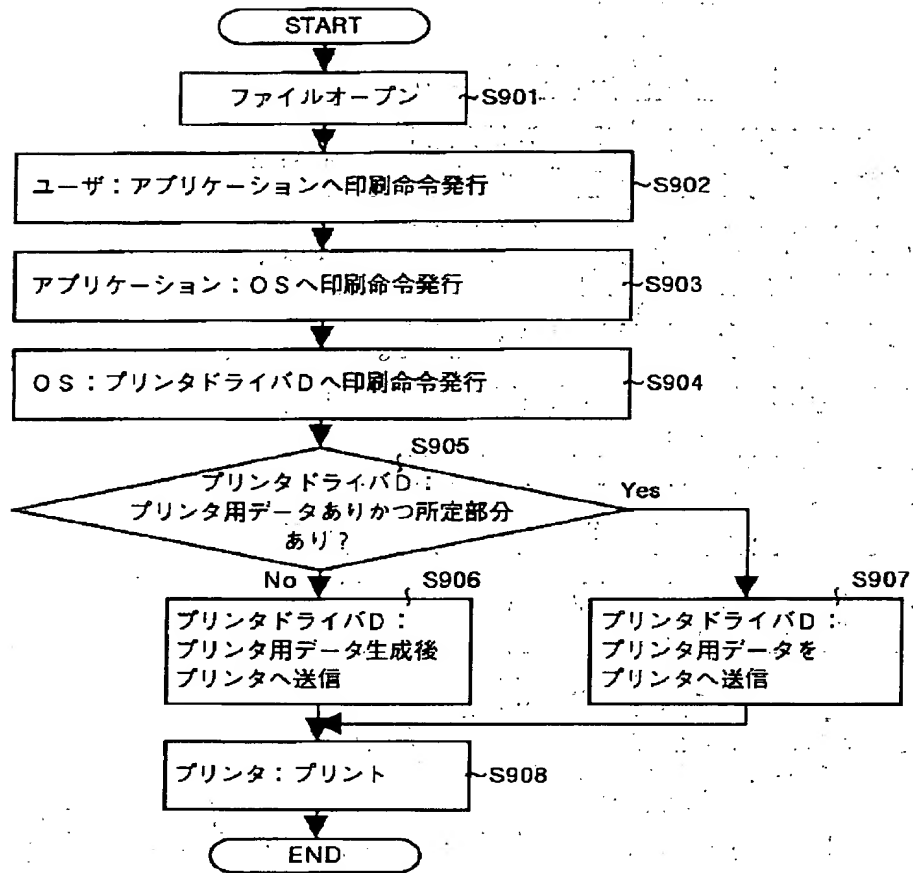 START
ファイルオープン
~S901
ユーザ：アプリケーションへ印刷命令発行
~S902
アプリケーション：OSへ印刷命令発行
~S903
OS：プリンタドライバDへ印刷命令発行
~S904
S905
プリンタドライバD：
プリンタ用データありかつ所定部分
あり？
Yes
No
S906
プリンタドライバD：
プリンタ用データ生成後
プリンタへ送信
S907
プリンタドライバD：
プリンタ用データを
プリンタへ送信
プリンタ：プリント
~S908
END